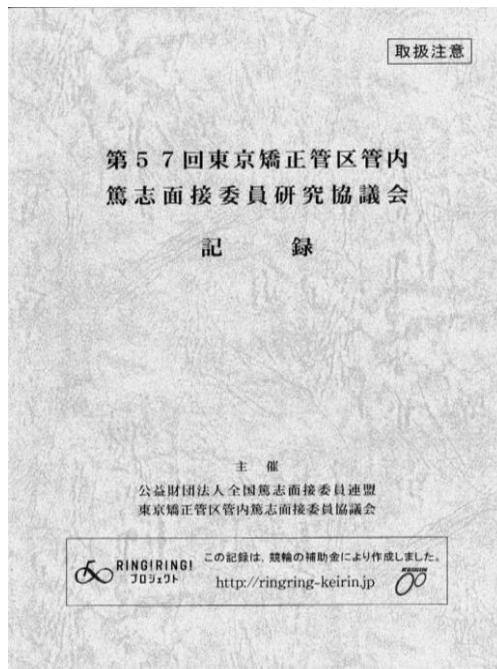 取扱注意
第５７回東京矯正管区管内
篤志面接委員研究協議会
記　録
主　催
公益財団法人全国篤志面接委員連盟
東京矯正管区管内篤志面接委員協議会
RING!RING!
プロジェクト
この記録は、競輪の補助金により作成しました。
http://ringring-keirin.jp
KEIRIN